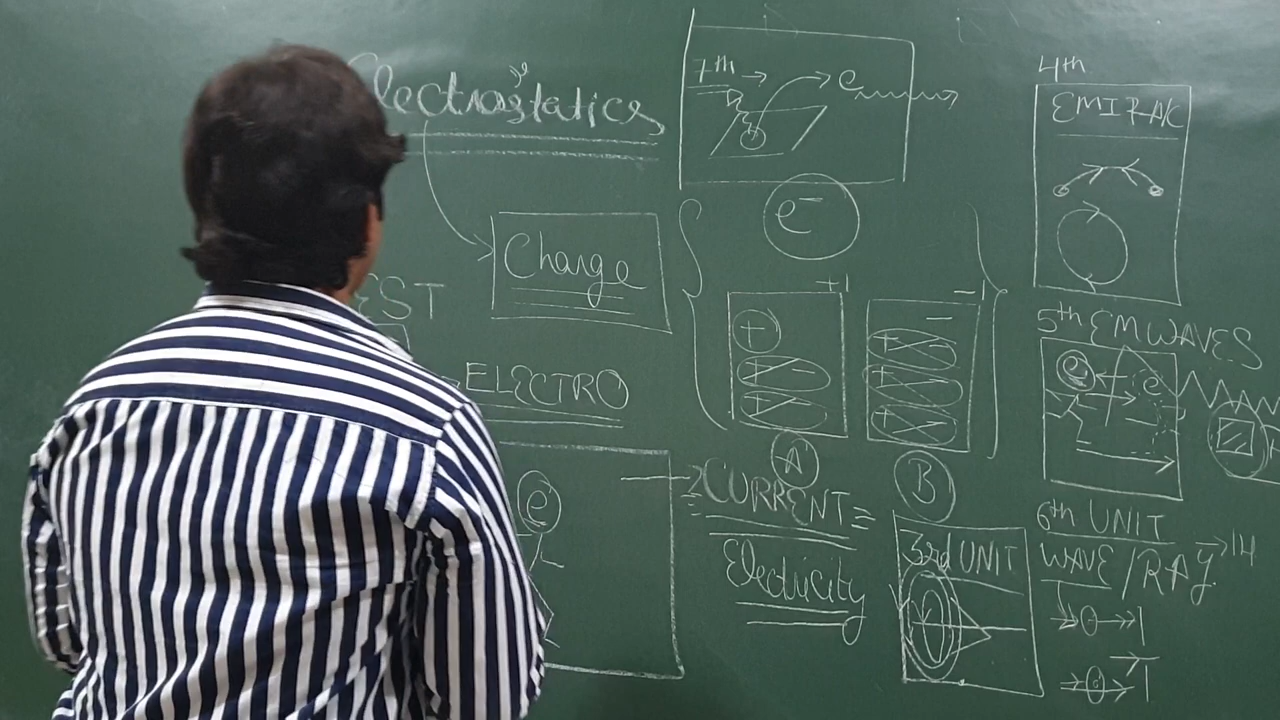 Electrostatics
Charge
EST
ELECTRO
e
7th → e
e⁻
+1
+
+ -
+ -
A
-1
-
+ -
+ -
+ -
B
CURRENT
Electricity
3rd UNIT
4th
EMI & AC
5th EM WAVES
e e
6th UNIT
WAVE / RAY → 14